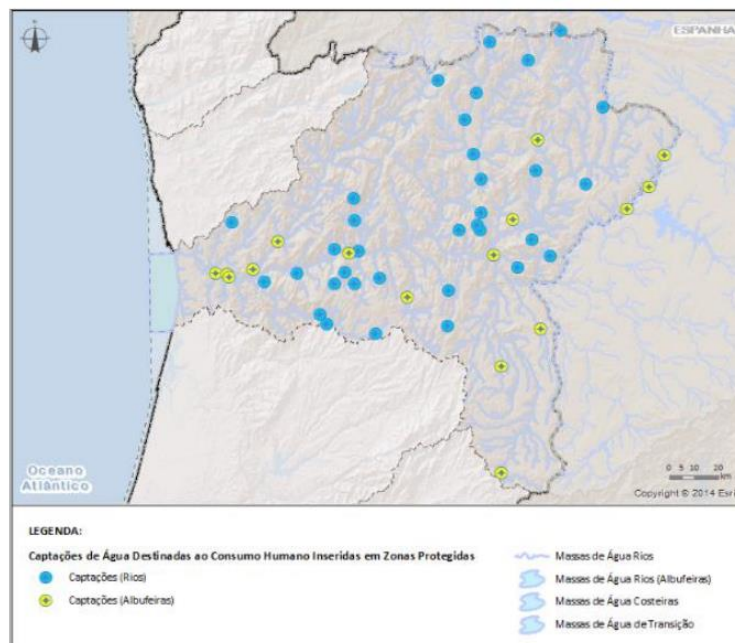 N
ESPANHA
Oceano
Atlântico
0 5 10 20
km
Copyright © 2014 Esri
LEGENDA:
Captações de Água Destinadas ao Consumo Humano Inseridas em Zonas Protegidas
Captações (Rios)
Captações (Albufeiras)
Massas de Água Rios
Massas de Água Rios (Albufeiras)
Massas de Água Costeiras
Massas de Água de Transição